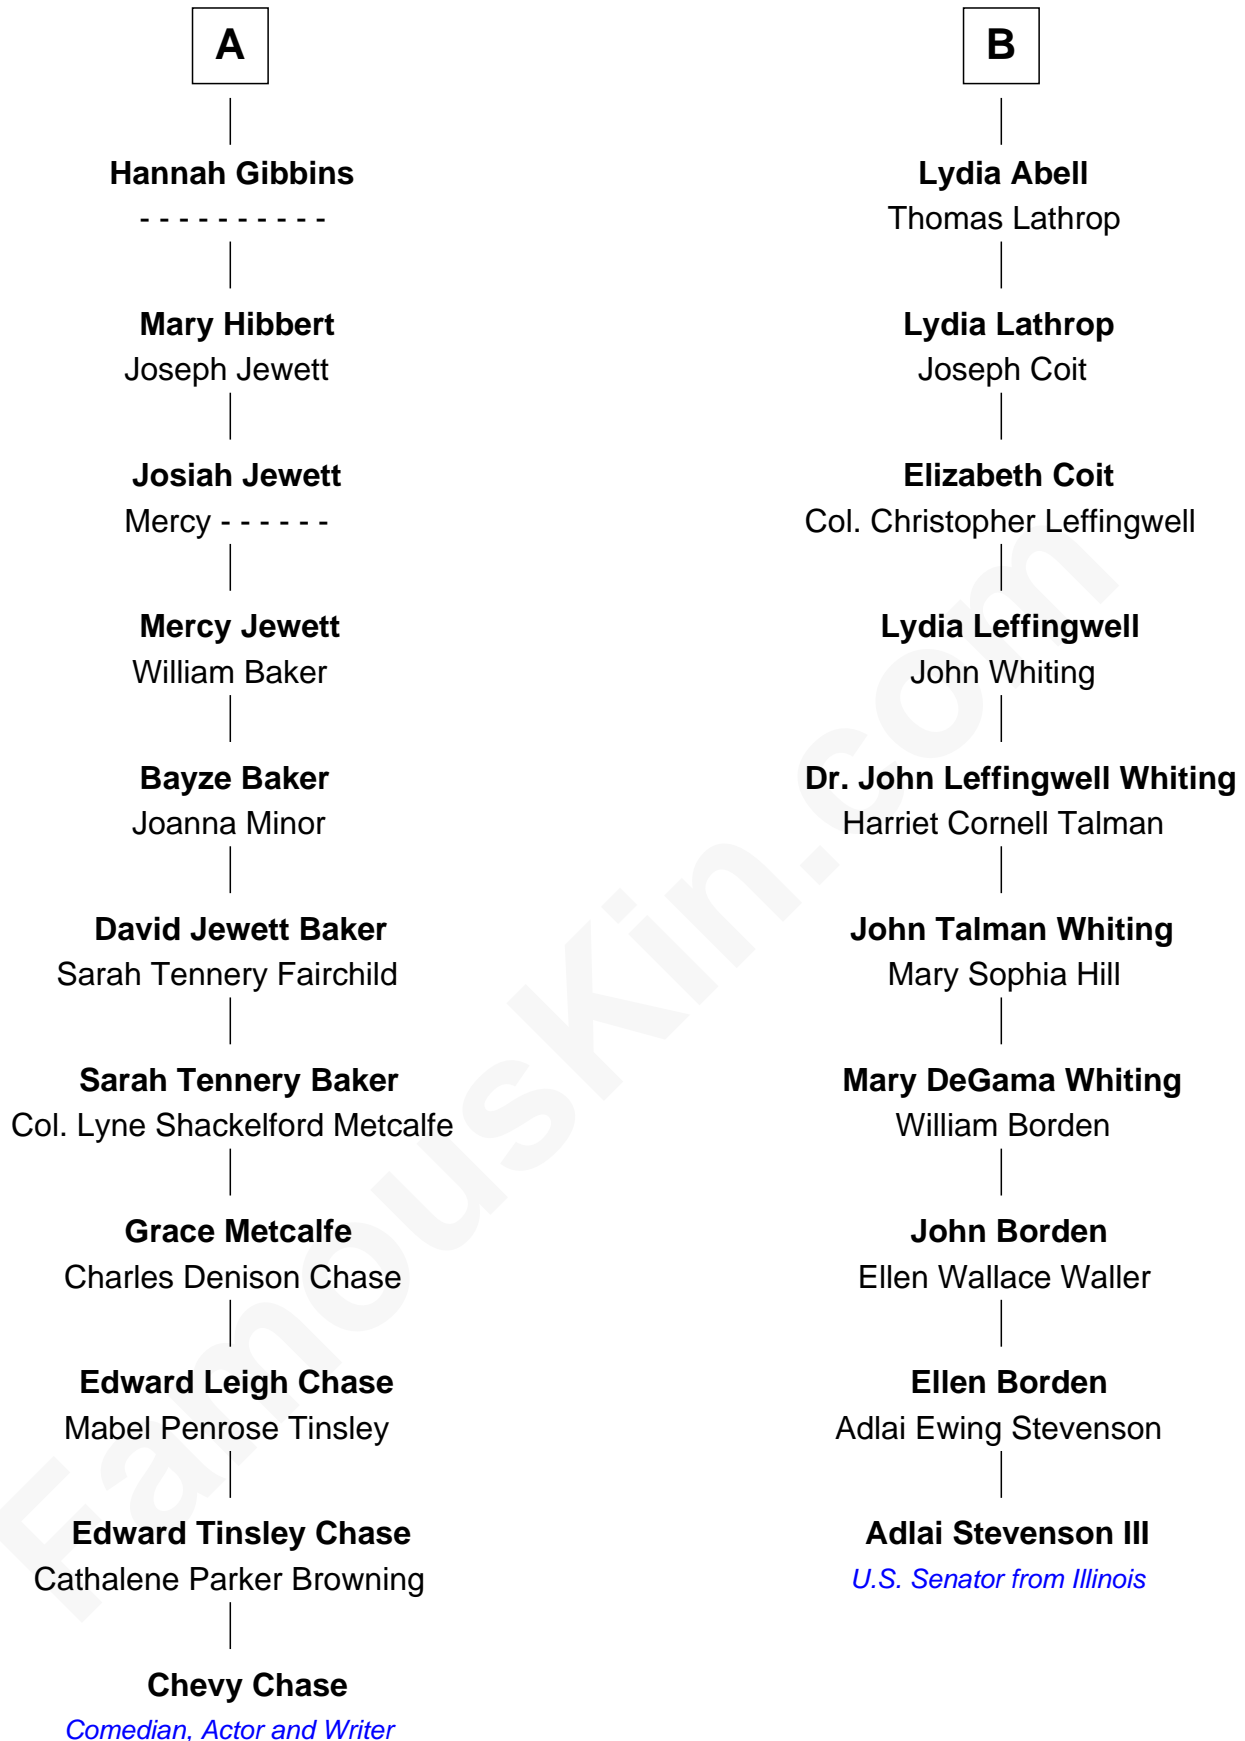 A
Hannah Gibbins
- - - - - - - - - -
Mary Hibbert
Joseph Jewett
Josiah Jewett
Mercy - - - - - -
Mercy Jewett
William Baker
Bayze Baker
Joanna Minor
David Jewett Baker
Sarah Tennery Fairchild
Sarah Tennery Baker
Col. Lyne Shackelford Metcalfe
Grace Metcalfe
Charles Denison Chase
Edward Leigh Chase
Mabel Penrose Tinsley
Edward Tinsley Chase
Cathalene Parker Browning
Chevy Chase
Comedian, Actor and Writer
B
Lydia Abell
Thomas Lathrop
Lydia Lathrop
Joseph Coit
Elizabeth Coit
Col. Christopher Leffingwell
Lydia Leffingwell
John Whiting
Dr. John Leffingwell Whiting
Harriet Cornell Talman
John Talman Whiting
Mary Sophia Hill
Mary DeGama Whiting
William Borden
John Borden
Ellen Wallace Waller
Ellen Borden
Adlai Ewing Stevenson
Adlai Stevenson III
U.S. Senator from Illinois
FamousKin.com